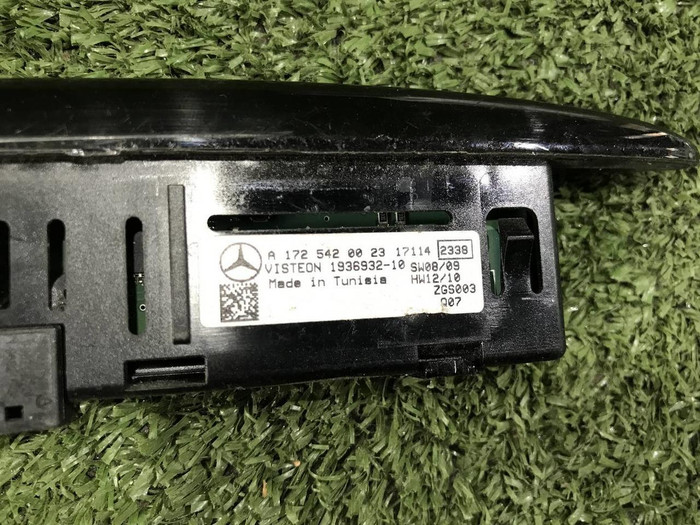 A 172 542 00 23 17114 2338
VISTEON 1936932-10 SW08/09
Made in Tunisia HW12/10
ZGS003
Q07